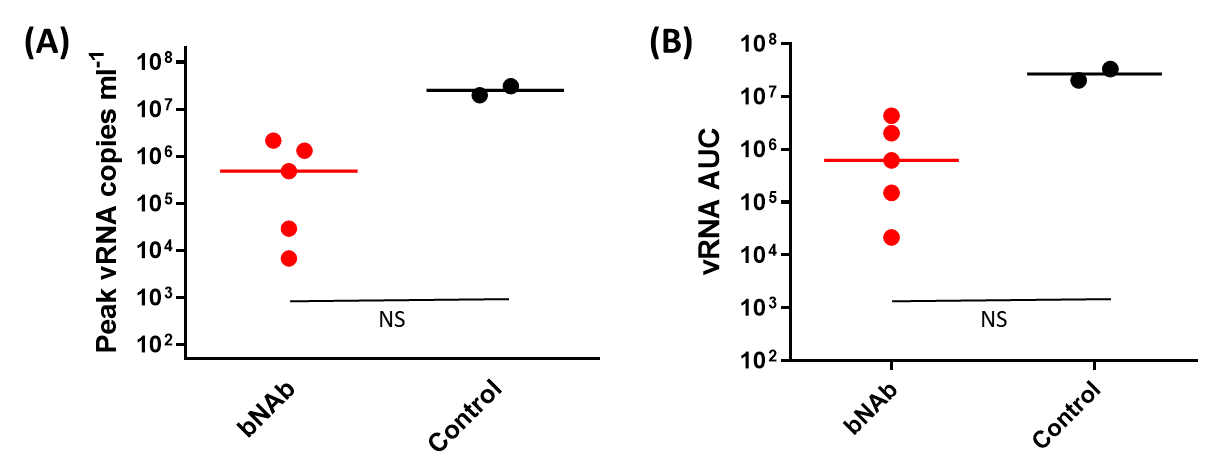 (A)
Peak vRNA copies ml⁻¹
10⁸
10⁷
10⁶
10⁵
10⁴
10³
10²
NS
bNAb
Control
(B)
vRNA AUC
10⁸
10⁷
10⁶
10⁵
10⁴
10³
10²
NS
bNAb
Control